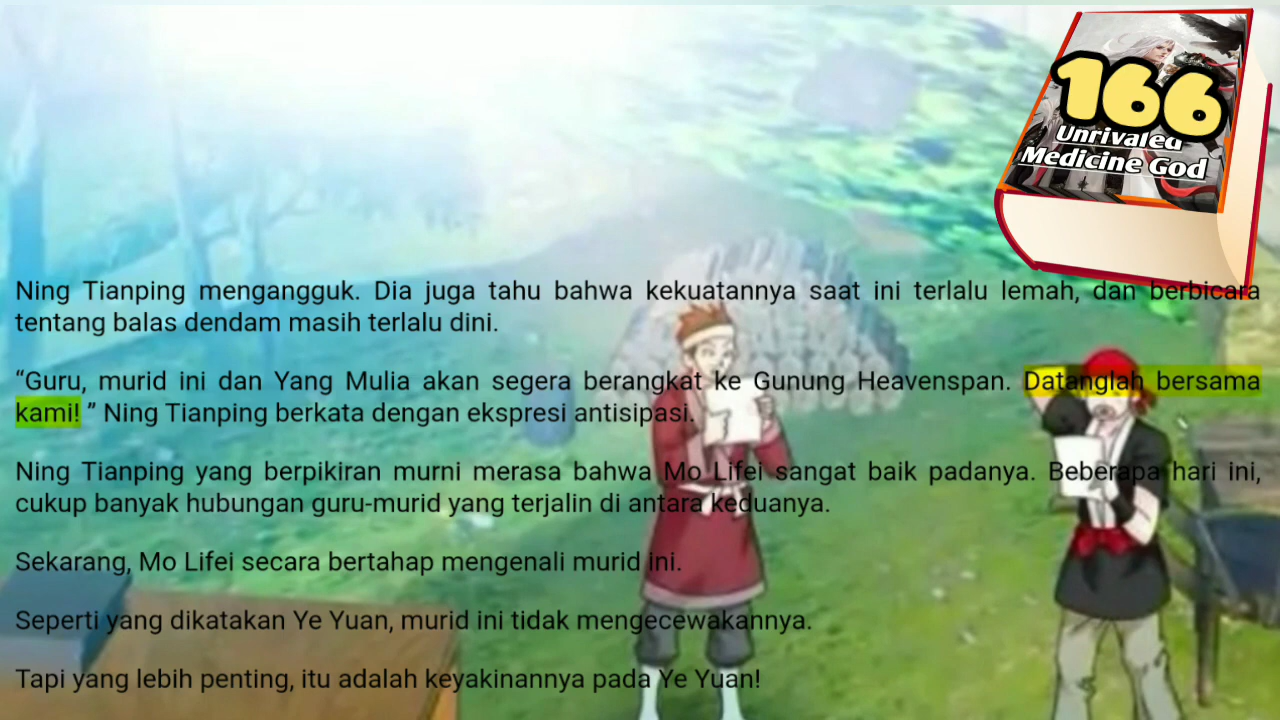 166
Unrivaled
Medicine God
Ning Tianping mengangguk. Dia juga tahu bahwa kekuatannya saat ini terlalu lemah, dan berbicara
tentang balas dendam masih terlalu dini.
“Guru, murid ini dan Yang Mulia akan segera berangkat ke Gunung Heavenspan. Datanglah bersama
kami! ” Ning Tianping berkata dengan ekspresi antisipasi.
Ning Tianping yang berpikiran murni merasa bahwa Mo Lifei sangat baik padanya. Beberapa hari ini,
cukup banyak hubungan guru-murid yang terjalin di antara keduanya.
Sekarang, Mo Lifei secara bertahap mengenali murid ini.
Seperti yang dikatakan Ye Yuan, murid ini tidak mengecewakannya.
Tapi yang lebih penting, itu adalah keyakinannya pada Ye Yuan!